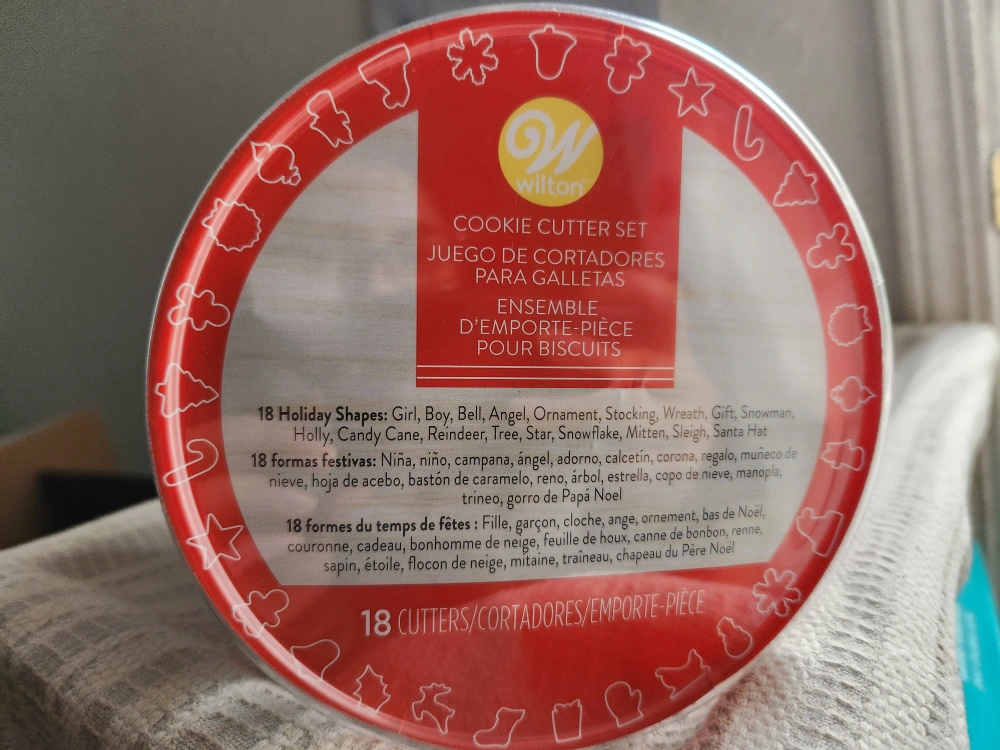 W
wilton
COOKIE CUTTER SET
JUEGO DE CORTADORES
PARA GALLETAS
ENSEMBLE
D'EMPORTE-PIÈCE
POUR BISCUITS
18 Holiday Shapes: Girl, Boy, Bell, Angel, Ornament, Stocking, Wreath, Gift, Snowman,
Holly, Candy Cane, Reindeer, Tree, Star, Snowflake, Mitten, Sleigh, Santa Hat
18 formas festivas: Niña, niño, campana, ángel, adorno, calcetín, corona, regalo, muñeco de
nieve, hoja de acebo, bastón de caramelo, reno, árbol, estrella, copo de nieve, manopla,
trineo, gorro de Papá Noel
18 formes du temps de fêtes : Fille, garçon, cloche, ange, ornement, bas de Noël,
couronne, cadeau, bonhomme de neige, feuille de houx, canne de bonbon, renne,
sapin, étoile, flocon de neige, mitaine, traîneau, chapeau du Père Noël
18 CUTTERS/CORTADORES/EMPORTE-PIÈCE